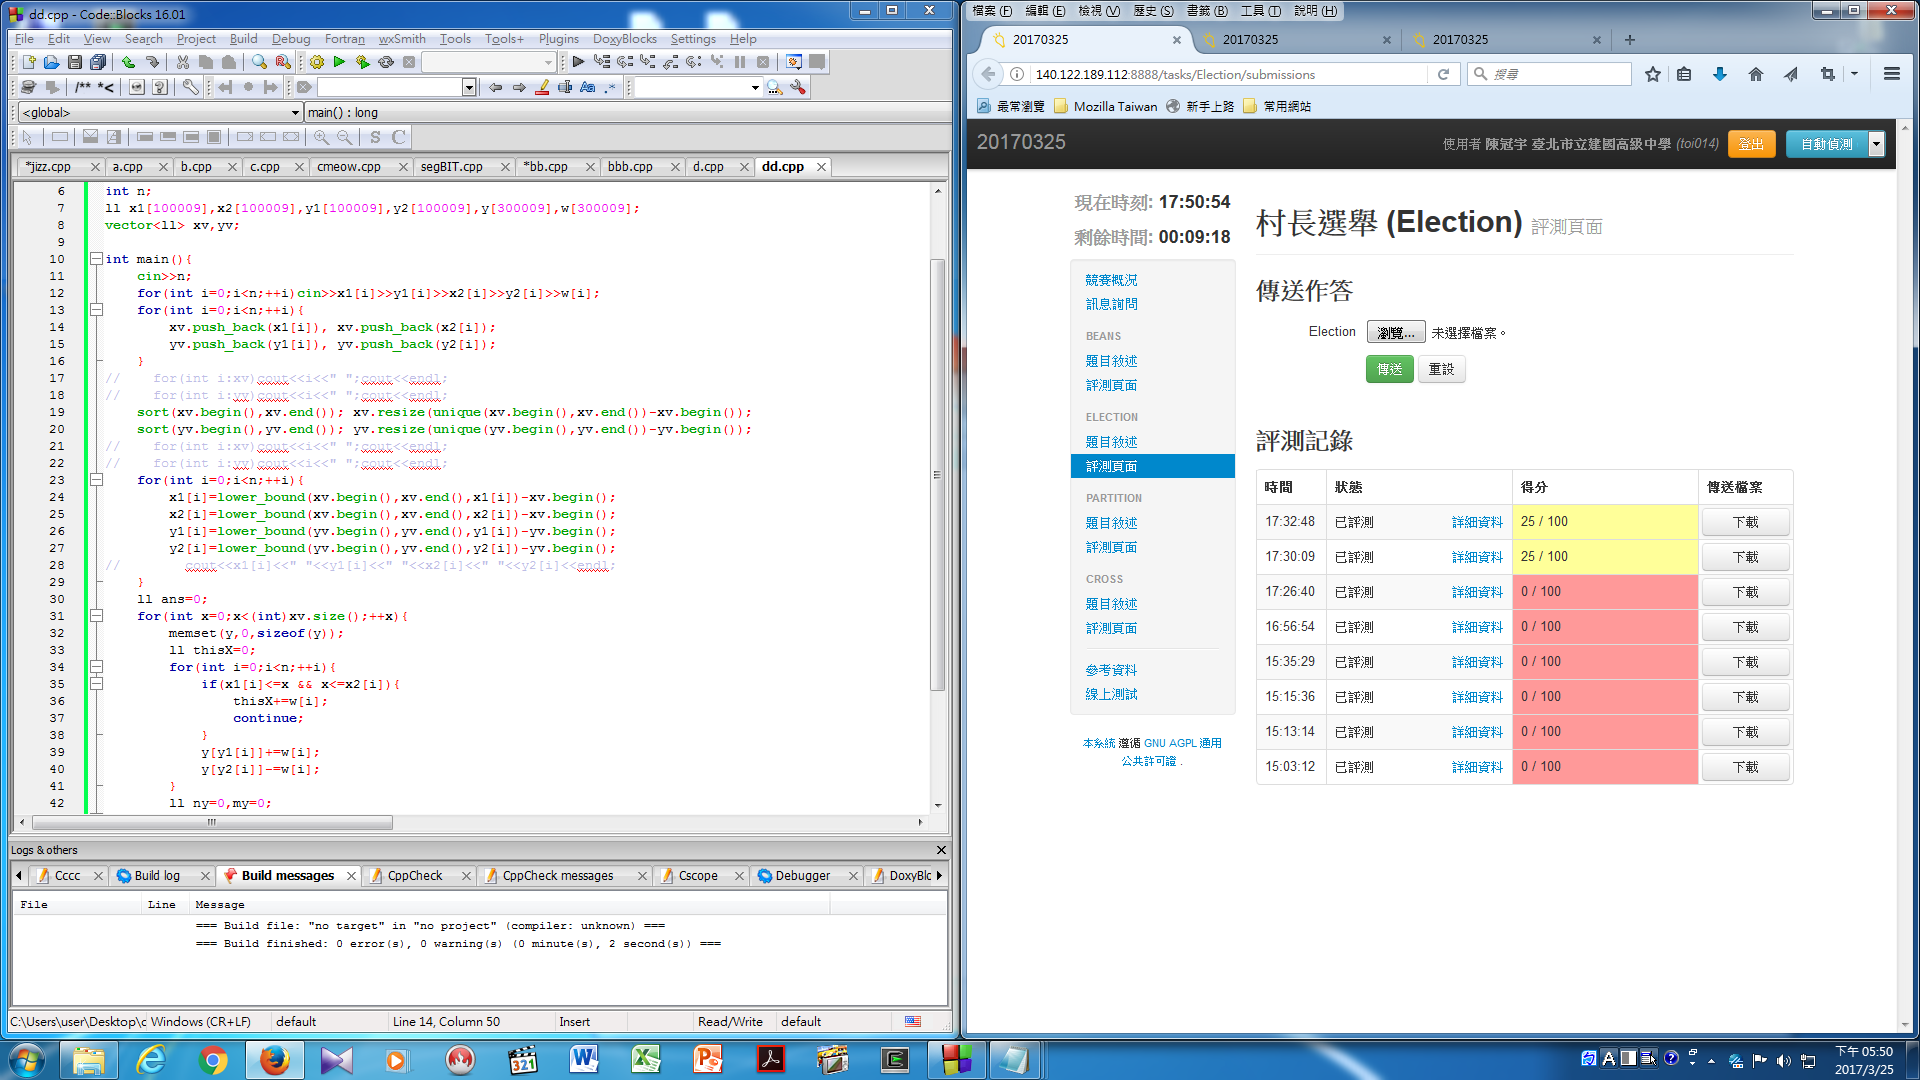 dd.cpp - Code::Blocks 16.01
File Edit View Search Project Build Debug Fortran wxSmith Tools Tools+ Plugins DoxyBlocks Settings Help
<global>
main() : long
*jizz.cpp a.cpp b.cpp c.cpp cmeow.cpp segBIT.cpp *bb.cpp bbb.cpp d.cpp dd.cpp
6 int n;
7 ll x1[100009],x2[100009],y1[100009],y2[100009],y[300009],w[300009];
8 vector<ll> xv,yv;
9
10 int main(){
11 cin>>n;
12 for(int i=0;i<n;++i)cin>>x1[i]>>y1[i]>>x2[i]>>y2[i]>>w[i];
13 for(int i=0;i<n;++i){
14 xv.push_back(x1[i]), xv.push_back(x2[i]);
15 yv.push_back(y1[i]), yv.push_back(y2[i]);
16 }
17 // for(int i:xv)cout<<i<<" ";cout<<endl;
18 // for(int i:yv)cout<<i<<" ";cout<<endl;
19 sort(xv.begin(),xv.end()); xv.resize(unique(xv.begin(),xv.end())-xv.begin());
20 sort(yv.begin(),yv.end()); yv.resize(unique(yv.begin(),yv.end())-yv.begin());
21 // for(int i:xv)cout<<i<<" ";cout<<endl;
22 // for(int i:yv)cout<<i<<" ";cout<<endl;
23 for(int i=0;i<n;++i){
24 x1[i]=lower_bound(xv.begin(),xv.end(),x1[i])-xv.begin();
25 x2[i]=lower_bound(xv.begin(),xv.end(),x2[i])-xv.begin();
26 y1[i]=lower_bound(yv.begin(),yv.end(),y1[i])-yv.begin();
27 y2[i]=lower_bound(yv.begin(),yv.end(),y2[i])-yv.begin();
28 // cout<<x1[i]<<" "<<y1[i]<<" "<<x2[i]<<" "<<y2[i]<<endl;
29 }
30 ll ans=0;
31 for(int x=0;x<(int)xv.size();++x){
32 memset(y,0,sizeof(y));
33 ll thisX=0;
34 for(int i=0;i<n;++i){
35 if(x1[i]<=x && x<=x2[i]){
36 thisX+=w[i];
37 continue;
38 }
39 y[y1[i]]+=w[i];
40 y[y2[i]]-=w[i];
41 }
42 ll ny=0,my=0;
Logs & others
Cccc Build log Build messages CppCheck CppCheck messages Cscope Debugger DoxyBlo
File Line Message
=== Build file: "no target" in "no project" (compiler: unknown) ===
=== Build finished: 0 error(s), 0 warning(s) (0 minute(s), 2 second(s)) ===
C:\Users\user\Desktop\c Windows (CR+LF) default Line 14, Column 50 Insert Read/Write default
檔案 (F) 編輯 (E) 檢視 (V) 歷史 (S) 書籤 (B) 工具 (T) 說明 (H)
20170325 20170325 20170325
140.122.189.112:8888/tasks/Election/submissions
搜尋
最常瀏覽 Mozilla Taiwan 新手上路 常用網站
20170325
使用者 陳冠宇 臺北市立建國高級中學 (toi014) 登出 自動偵測
現在時刻: 17:50:54
剩餘時間: 00:09:18
競賽概況
訊息詢問
BEANS
題目敘述
評測頁面
ELECTION
題目敘述
評測頁面
PARTITION
題目敘述
評測頁面
CROSS
題目敘述
評測頁面
參考資料
線上測試
本系統 遵循 GNU AGPL 通用
公共許可證 .
村長選舉 (Election) 評測頁面
傳送作答
Election 瀏覽... 未選擇檔案。
傳送 重設
評測記錄
時間 狀態 得分 傳送檔案
17:32:48 已評測 詳細資料 25 / 100 下載
17:30:09 已評測 詳細資料 25 / 100 下載
17:26:40 已評測 詳細資料 0 / 100 下載
16:56:54 已評測 詳細資料 0 / 100 下載
15:35:29 已評測 詳細資料 0 / 100 下載
15:15:36 已評測 詳細資料 0 / 100 下載
15:13:14 已評測 詳細資料 0 / 100 下載
15:03:12 已評測 詳細資料 0 / 100 下載
下午 05:50
2017/3/25